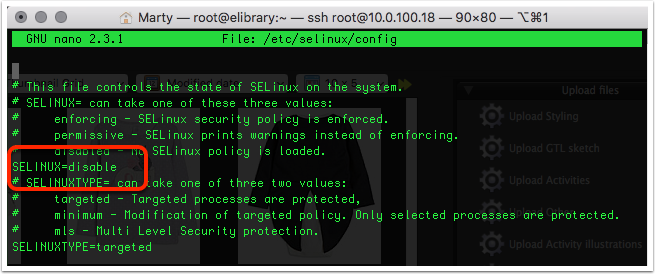 Marty — root@elibrary:~ — ssh root@10.0.100.18 — 90×80 — ⌥⌘1
GNU nano 2.3.1 File: /etc/selinux/config
Modified date
# This file controls the state of SELinux on the system.
# SELINUX= can take one of these three values:
#     enforcing - SELinux security policy is enforced.
#     permissive - SELinux prints warnings instead of enforcing.
#     disabled - no SELinux policy is loaded.
SELINUX=disable
# SELINUXTYPE= can take one of three two values:
#     targeted - Targeted processes are protected,
#     minimum - Modification of targeted policy. Only selected processes are protected.
#     mls - Multi Level Security protection.
SELINUXTYPE=targeted
Upload files
Upload Styling
Upload GTL sketch
Upload Activities
Upload
Upload Activity Illustrations